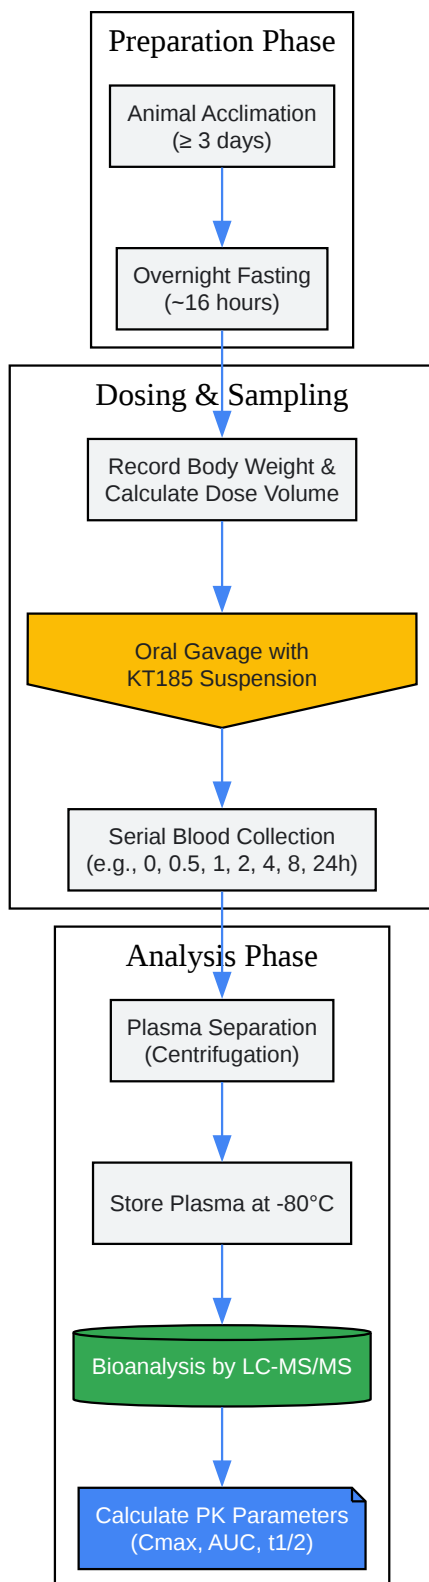 Preparation Phase
Animal Acclimation
(≥ 3 days)
Overnight Fasting
(~16 hours)
Dosing & Sampling
Record Body Weight &
Calculate Dose Volume
Oral Gavage with
KT185 Suspension
Serial Blood Collection
(e.g., 0, 0.5, 1, 2, 4, 8, 24h)
Analysis Phase
Plasma Separation
(Centrifugation)
Store Plasma at -80°C
Bioanalysis by LC-MS/MS
Calculate PK Parameters
(Cmax, AUC, t1/2)